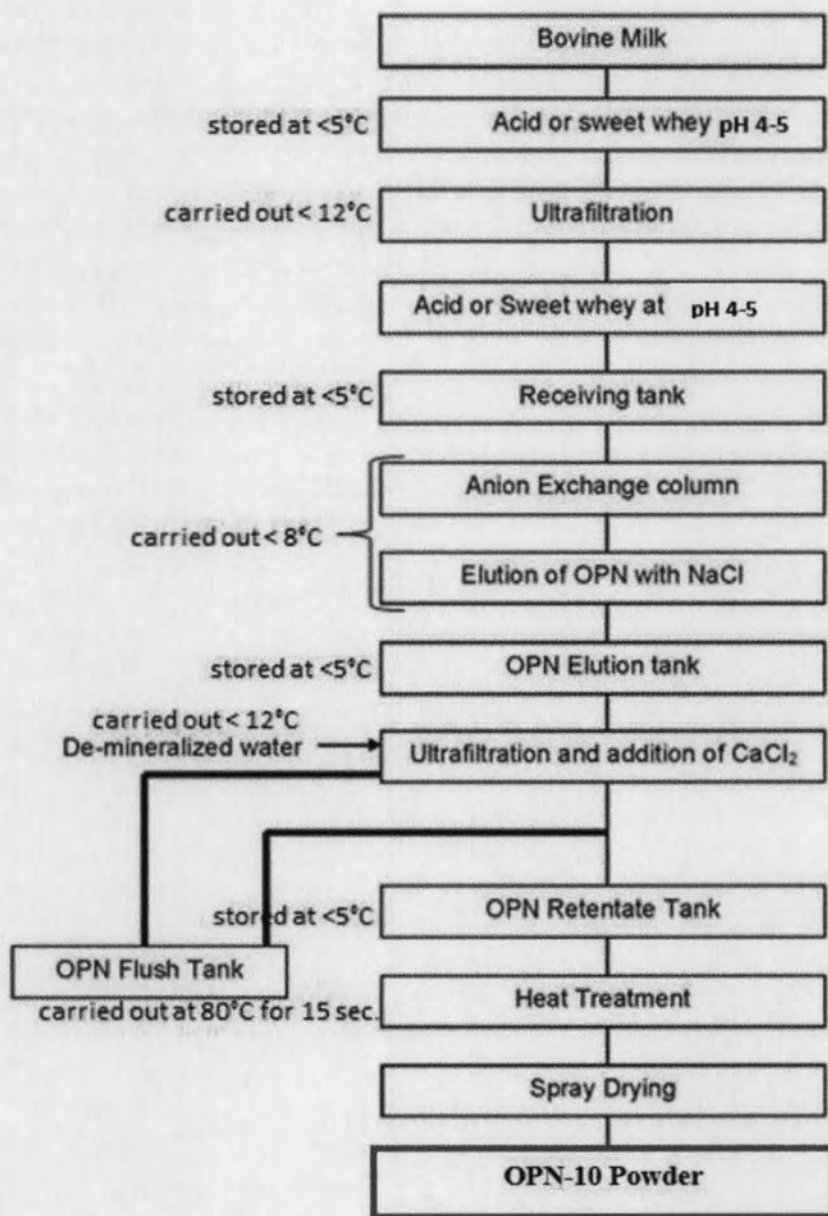 Bovine Milk
stored at <5°C
Acid or sweet whey pH 4-5
carried out < 12°C
Ultrafiltration
Acid or Sweet whey at pH 4-5
stored at <5°C
Receiving tank
Anion Exchange column
carried out < 8°C
Elution of OPN with NaCl
stored at <5°C
OPN Elution tank
carried out < 12°C
De-mineralized water
Ultrafiltration and addition of CaCl₂
stored at <5°C
OPN Retentate Tank
OPN Flush Tank
carried out at 80°C for 15 sec.
Heat Treatment
Spray Drying
OPN-10 Powder